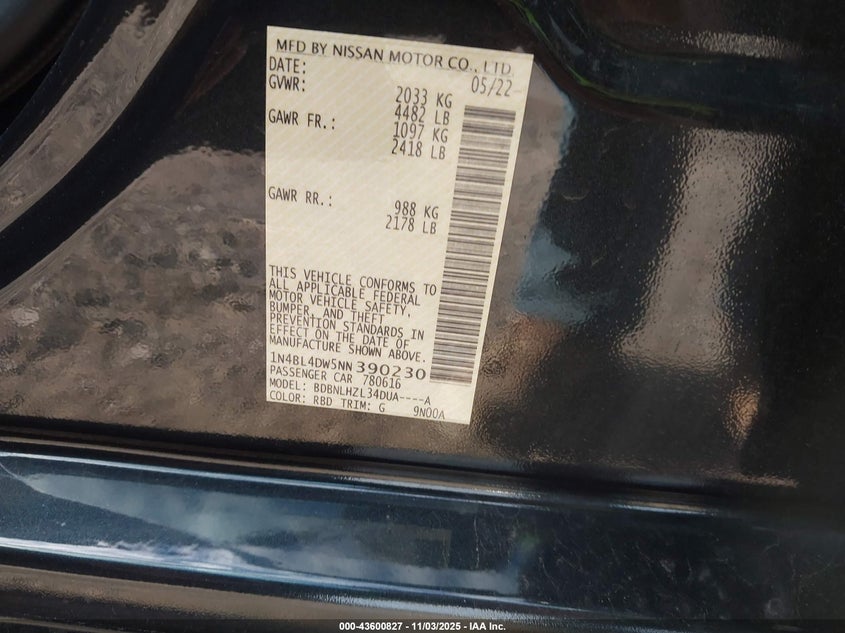 MFD BY NISSAN MOTOR CO., LTD.
DATE: 05/22
GVWR: 2033 KG
4482 LB
GAWR FR.: 1097 KG
2418 LB
GAWR RR.: 988 KG
2178 LB
THIS VEHICLE CONFORMS TO
ALL APPLICABLE FEDERAL
MOTOR VEHICLE SAFETY,
BUMPER, AND THEFT
PREVENTION STANDARDS IN
EFFECT ON THE DATE OF
MANUFACTURE SHOWN ABOVE.
1N4BL4DW5NN390230
PASSENGER CAR 780616
MODEL: BDBNLHZL34DUA----A
COLOR: RBD TRIM: G 9N00A
000-43600827 - 11/03/2025 - IAA Inc.